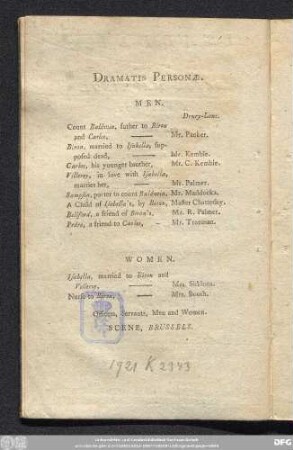 DRAMATIS PERSONÆ.
MEN.
Drury-Lane.
Count Baldwin, father to Biron
and Carlos, Mr. Packer.
Biron, married to Isabella, sup-
posed dead, Mr. Kemble.
Carlos, his younger brother, Mr. C. Kemble.
Villeroy, in love with Isabella,
marries her, Mr. Palmer.
Sampson, porter to count Baldwin, Mr. Maddocks.
A Child of Isabella's, by Biron, Master
Bellford, a friend of Biron's, Mr. R. Palmer.
Pedro, a friend to Carlos, Mr. Trueman.
WOMEN.
Isabella, married to Biron and
Villeroy, Mrs. Siddons.
Nurse to Biron, Mrs. Booth.
Officers, Servants, Men and Women.
SCENE, BRUSSELS.
1921 K 2343
DFG